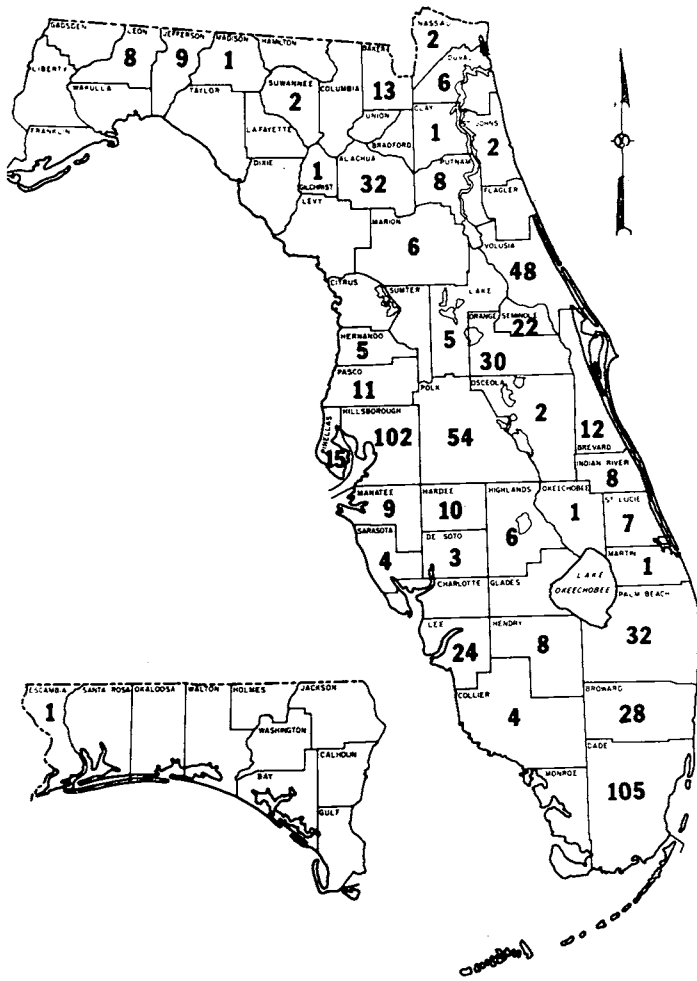 NASSAU
2
GADSDEN
LEON
8
JEFFERSON
9
MADISON
1
HAMILTON
BAKER
13
DUVAL
6
LIBERTY
WAKULLA
TAYLOR
SUWANNEE
2
COLUMBIA
UNION
CLAY
1
ST. JOHNS
2
FRANKLIN
LAFAYETTE
BRADFORD
DIXIE
1
GILCHRIST
ALACHUA
32
PUTNAM
8
FLAGLER
LEVY
MARION
6
VOLUSIA
48
CITRUS
SUMTER
LAKE
5
ORANGE
30
SEMINOLE
22
HERNANDO
5
PASCO
11
POLK
54
OSCEOLA
2
PINELLAS
15
HILLSBOROUGH
102
12
BREVARD
INDIAN RIVER
8
MANATEE
9
HARDEE
10
HIGHLANDS
6
OKEECHOBEE
1
ST LUCIE
7
SARASOTA
4
DE SOTO
3
MARTIN
1
CHARLOTTE
GLADES
LAKE
OKEECHOBEE
PALM BEACH
32
LEE
24
HENDRY
8
COLLIER
4
BROWARD
28
DADE
105
MONROE
ESCAMBIA
1
SANTA ROSA
OKALOOSA
WALTON
HOLMES
JACKSON
WASHINGTON
BAY
CALHOUN
GULF